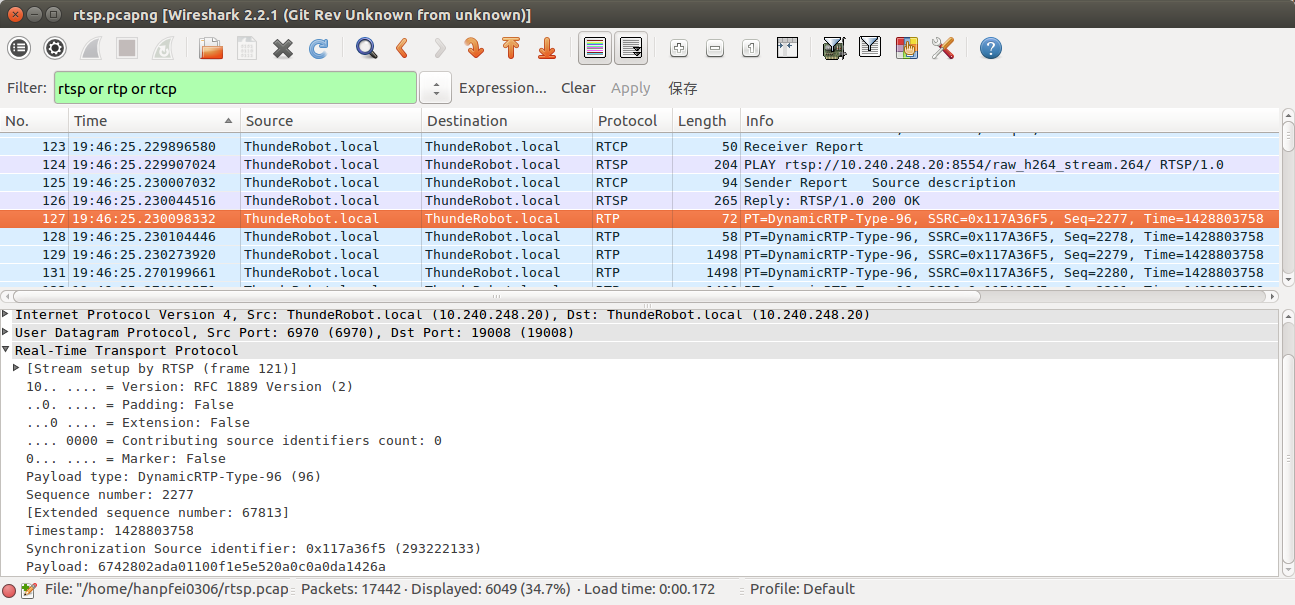 rtsp.pcapng [Wireshark 2.2.1 (Git Rev Unknown from unknown)]
Filter: rtsp or rtp or rtcp Expression... Clear Apply 保存
No. Time Source Destination Protocol Length Info
123 19:46:25.229896580 ThundeRobot.local ThundeRobot.local RTCP 50 Receiver Report
124 19:46:25.229907024 ThundeRobot.local ThundeRobot.local RTSP 204 PLAY rtsp://10.240.248.20:8554/raw_h264_stream.264/ RTSP/1.0
125 19:46:25.230007032 ThundeRobot.local ThundeRobot.local RTCP 94 Sender Report Source description
126 19:46:25.230044516 ThundeRobot.local ThundeRobot.local RTSP 265 Reply: RTSP/1.0 200 OK
127 19:46:25.230098332 ThundeRobot.local ThundeRobot.local RTP 72 PT=DynamicRTP-Type-96, SSRC=0x117A36F5, Seq=2277, Time=1428803758
128 19:46:25.230104446 ThundeRobot.local ThundeRobot.local RTP 58 PT=DynamicRTP-Type-96, SSRC=0x117A36F5, Seq=2278, Time=1428803758
129 19:46:25.230273920 ThundeRobot.local ThundeRobot.local RTP 1498 PT=DynamicRTP-Type-96, SSRC=0x117A36F5, Seq=2279, Time=1428803758
131 19:46:25.270199661 ThundeRobot.local ThundeRobot.local RTP 1498 PT=DynamicRTP-Type-96, SSRC=0x117A36F5, Seq=2280, Time=1428803758
Internet Protocol Version 4, Src: ThundeRobot.local (10.240.248.20), Dst: ThundeRobot.local (10.240.248.20)
User Datagram Protocol, Src Port: 6970 (6970), Dst Port: 19008 (19008)
Real-Time Transport Protocol
[Stream setup by RTSP (frame 121)]
10.. .... = Version: RFC 1889 Version (2)
..0. .... = Padding: False
...0 .... = Extension: False
.... 0000 = Contributing source identifiers count: 0
0... .... = Marker: False
Payload type: DynamicRTP-Type-96 (96)
Sequence number: 2277
[Extended sequence number: 67813]
Timestamp: 1428803758
Synchronization Source identifier: 0x117a36f5 (293222133)
Payload: 6742802ada01100f1e5e520a0c0a0da1426a
File: "/home/hanpfei0306/rtsp.pcap Packets: 17442 · Displayed: 6049 (34.7%) · Load time: 0:00.172 Profile: Default